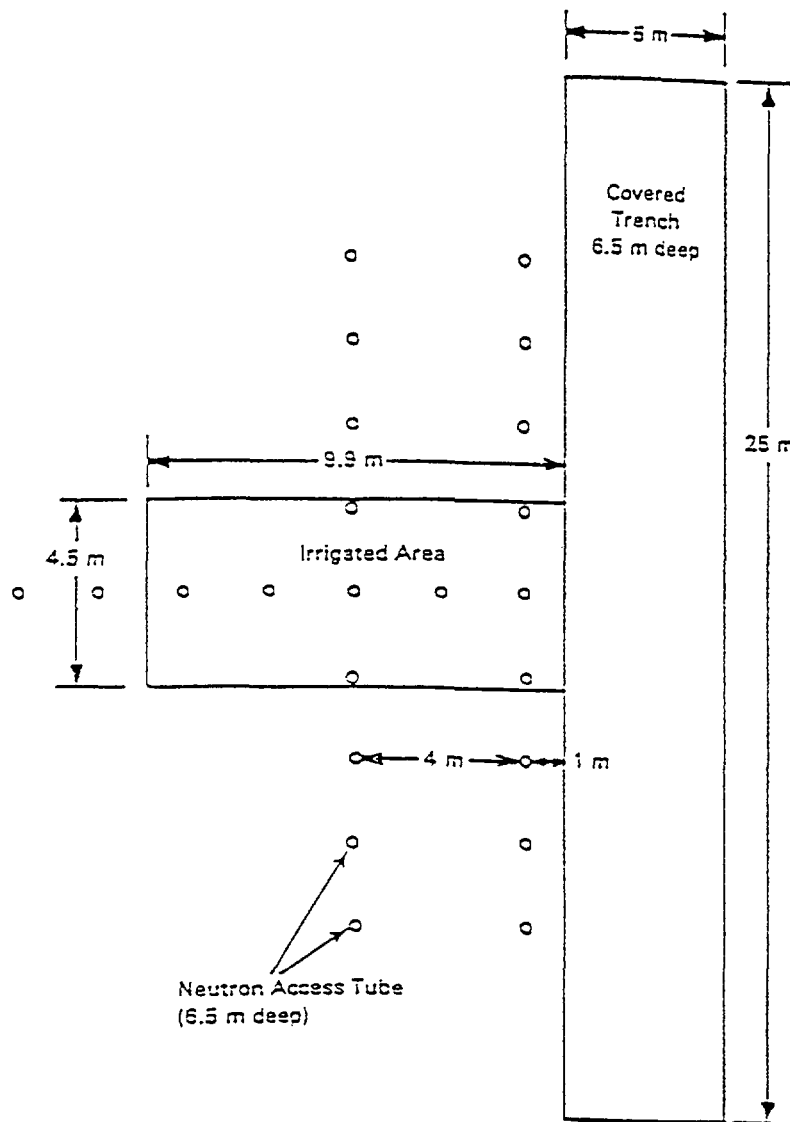 5 m
Covered
Trench
6.5 m deep
25 m
9.9 m
4.5 m
Irrigated Area
4 m
1 m
Neutron Access Tube
(6.5 m deep)